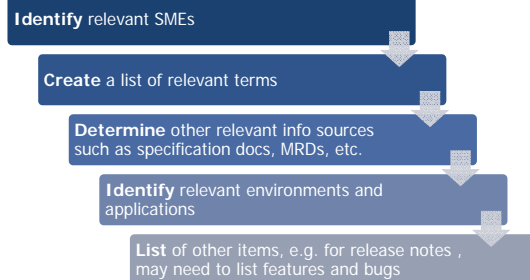 Identify relevant SMEs
Create a list of relevant terms
Determine other relevant info sources
such as specification docs, MRDs, etc.
Identify relevant environments and
applications
List of other items, e.g. for release notes ,
may need to list features and bugs